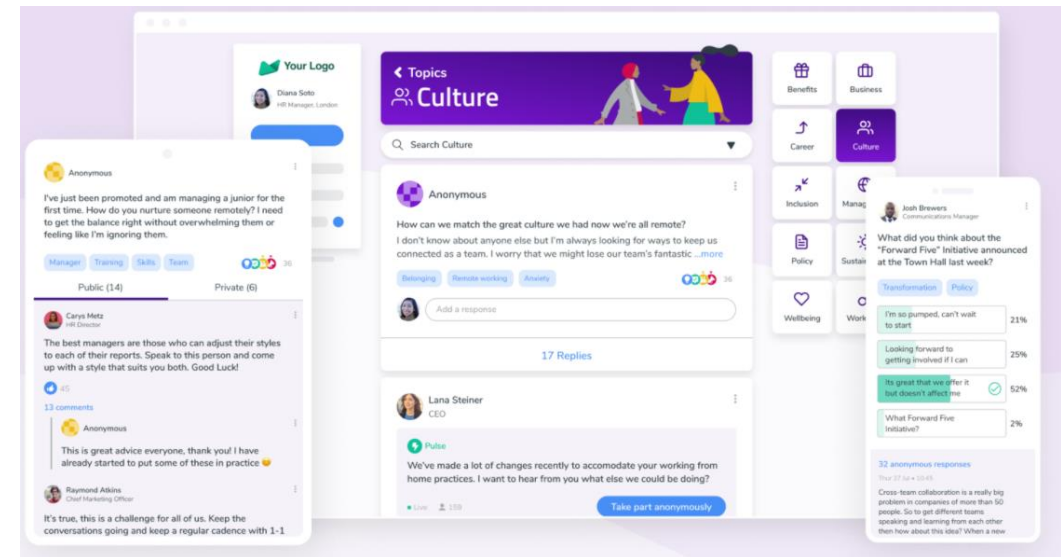 Your Logo
Diana Soto
HR Manager, London
Anonymous
I've just been promoted and am managing a junior for the
first time. How do you nurture someone remotely? I need
to get the balance right without overwhelming them or
feeling like I'm ignoring them.
Manager Training Skills Team
36
Public (14) Private (6)
Carys Metz
HR Director
The best managers are those who can adjust their styles
to each of their reports. Speak to this person and come
up with a style that suits you both. Good Luck!
45
13 comments
Anonymous
This is great advice everyone, thank you! I have
already started to put some of these in practice
Raymond Atkins
Chief Marketing Officer
It's true, this is a challenge for all of us. Keep the
conversations going and keep a regular cadence with 1-1
Topics
Culture
Search Culture
Anonymous
How can we match the great culture we had now we're all remote?
I don't know about anyone else but I'm always looking for ways to keep us
connected as a team. I worry that we might lose our team's fantastic ...more
Belonging Remote working Anxiety
36
Add a response
17 Replies
Lana Steiner
CEO
Pulse
We've made a lot of changes recently to accomodate your working from
home practices. I want to hear from you what else we could be doing?
Live 159
Take part anonymously
Benefits Business
Career Culture
Inclusion Manag
Policy Sustai
Wellbeing Work
Josh Brewers
Communications Manager
What did you think about the
"Forward Five" Initiative announced
at the Town Hall last week?
Transformation Policy
I'm so pumped, can't wait
to start
21%
Looking forward to
getting involved if I can
25%
Its great that we offer it
but doesn't affect me
52%
What Forward Five
Initiative?
2%
32 anonymous responses
Thur 27 Jul • 10:45
Cross-team collaboration is a really big
problem in companies of more than 50
people. So to get different teams
speaking and learning from each other
then how about this idea? When a new